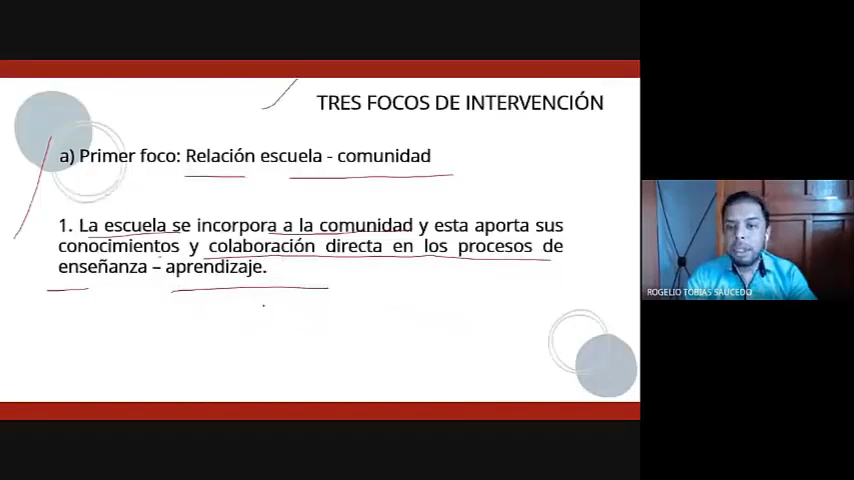 TRES FOCOS DE INTERVENCIÓN
a) Primer foco: Relación escuela - comunidad
1. La escuela se incorpora a la comunidad y esta aporta sus
conocimientos y colaboración directa en los procesos de
enseñanza – aprendizaje.
ROGELIO TOBIAS SAUCEDO